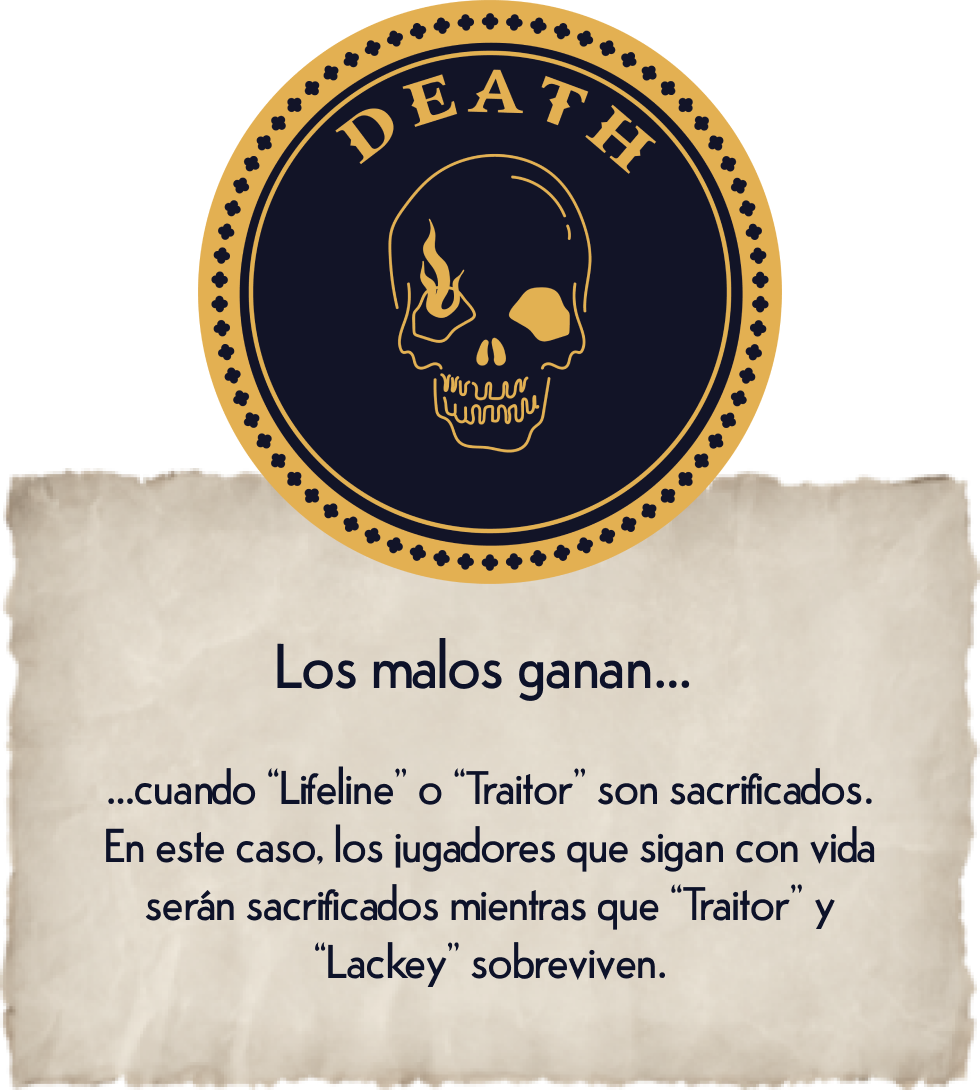 DEATH
Los malos ganan...
...cuando “Lifeline” o “Traitor” son sacrificados.
En este caso, los jugadores que sigan con vida
serán sacrificados mientras que “Traitor” y
“Lackey” sobreviven.